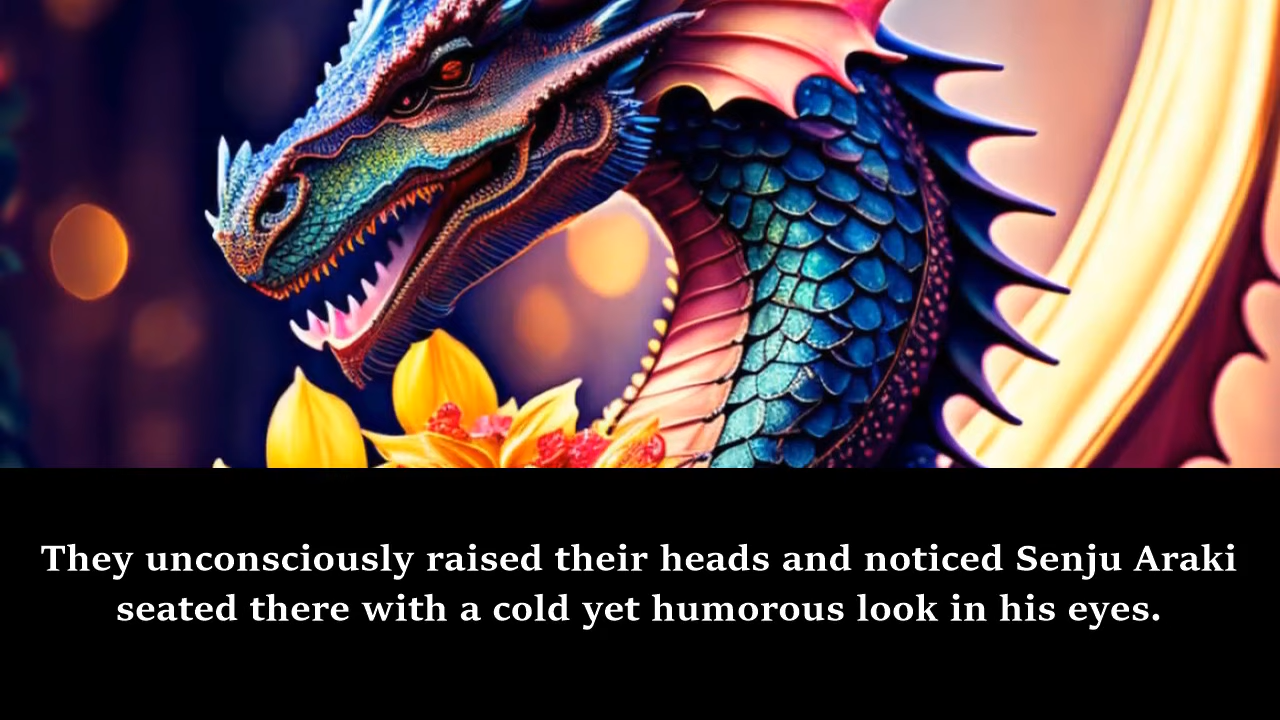 They unconsciously raised their heads and noticed Senju Araki
seated there with a cold yet humorous look in his eyes.